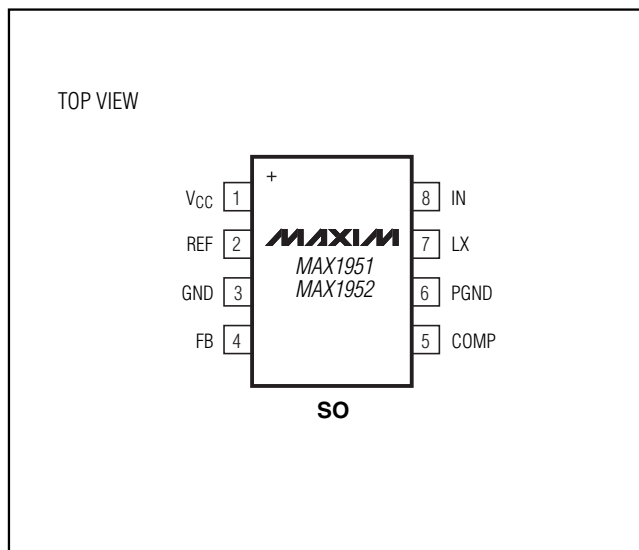 TOP VIEW
+
VCC 1
REF 2
GND 3
FB 4
MAXIM
MAX1951
MAX1952
8 IN
7 LX
6 PGND
5 COMP
SO